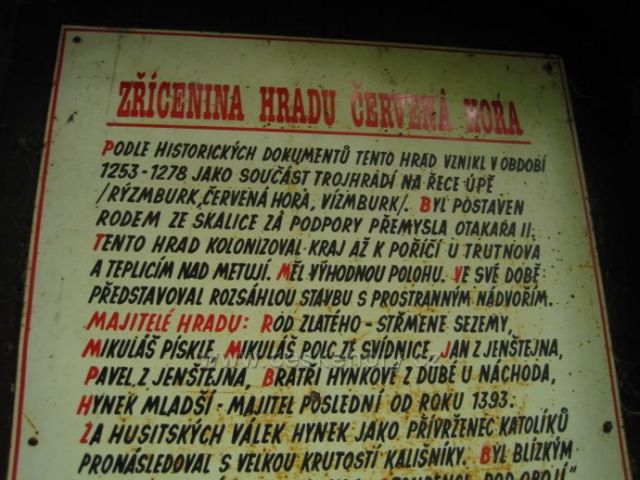 ZŘÍCENINA HRADU ČERVENÁ HORA
PODLE HISTORICKÝCH DOKUMENTŮ TENTO HRAD VZNIKL V OBDOBÍ
1253-1278 JAKO SOUČÁST TROJHRÁDÍ NA ŘECE ÚPĚ
/RÝZMBURK, ČERVENÁ HORA, VÍZMBURK/. BYL POSTAVEN
RODEM ZE SKALICE ZA PODPORY PŘEMYSLA OTAKARA II.
TENTO HRAD KOLONIZOVAL KRAJ AŽ K POŘÍČÍ U TRUTNOVA
A TEPLICÍM NAD METUJÍ. MĚL VÝHODNOU POLOHU. VE SVÉ DOBĚ
PŘEDSTAVOVAL ROZSÁHLOU STAVBU S PROSTRANNÝM NÁDVOŘÍM.
MAJITELÉ HRADU: ROD ZLATÉHO - STŘMENE SEZEMY,
MIKULÁŠ PÍSKLE, MIKULÁŠ POLC ZE SVÍDNICE, JAN Z JENŠTEJNA,
PAVEL Z JENŠTEJNA, BRATŘI HYNKOVÉ Z DUBÉ U NÁCHODA,
HYNEK MLADŠÍ - MAJITEL POSLEDNÍ OD ROKU 1393:
ZA HUSITSKÝCH VÁLEK HYNEK JAKO PŘÍVRŽENEC KATOLÍKŮ
PRONÁSLEDOVAL S VELKOU KRUTOSTÍ KALIŠNÍKY. BYL BLÍZKÝM
POD OBOJÍ"